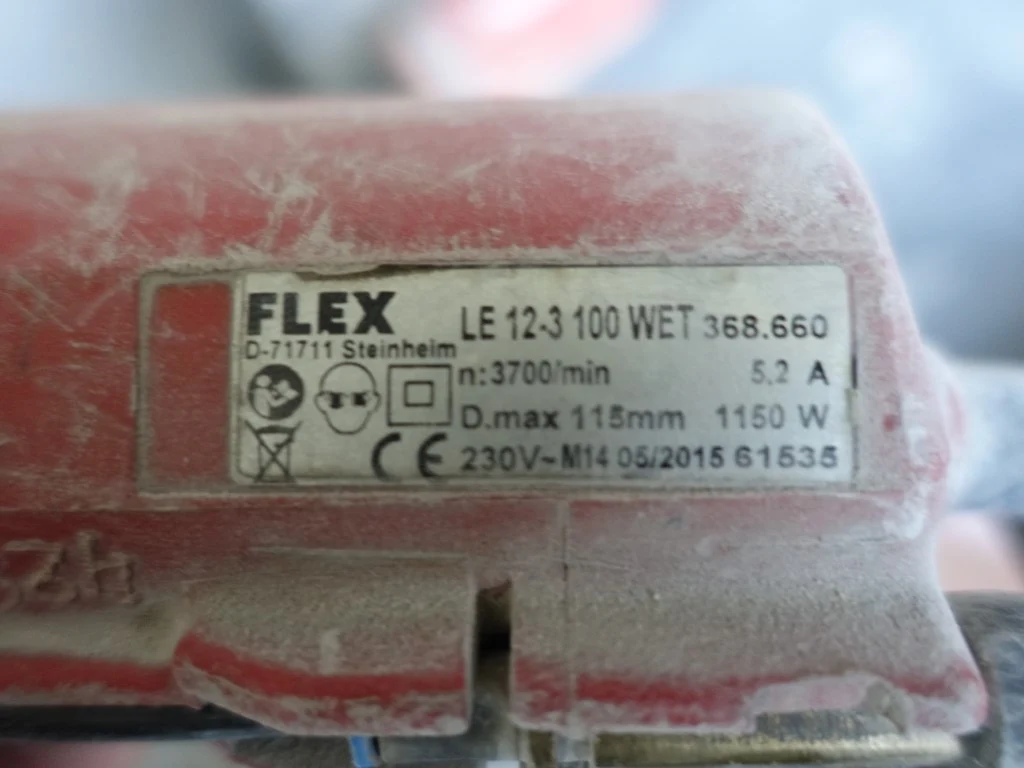 FLEX LE 12-3 100 WET 368.660
D-71711 Steinheim
n:3700/min 5.2 A
D.max 115mm 1150 W
CE 230V~ M14 05/2015 61535